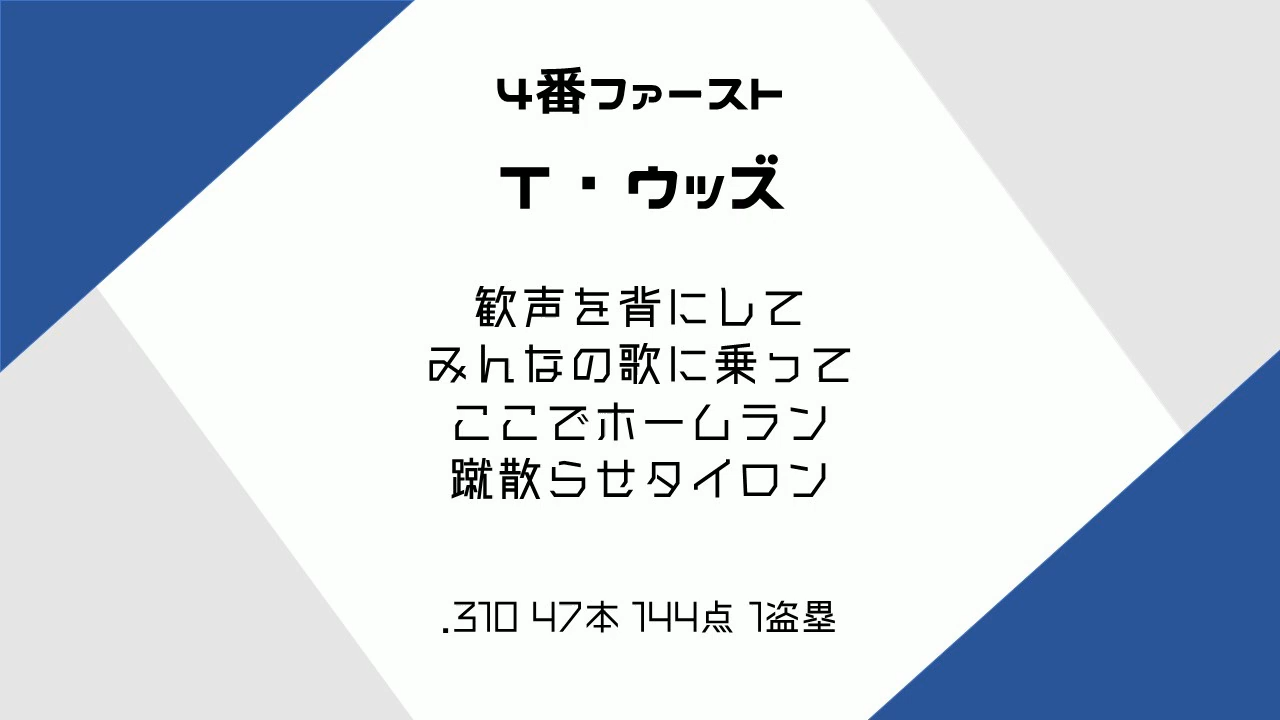 4番ファースト
T・ウッズ
歓声を背にして
みんなの歌に乗って
ここでホームラン
蹴散らせタイロン
.310 47本 144点 1盗塁